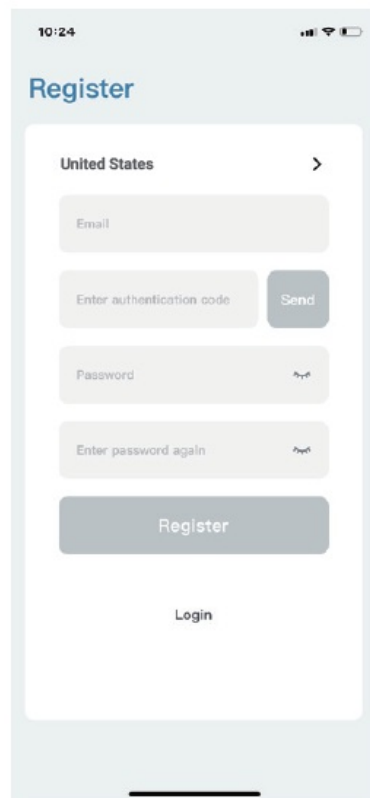 10:24
Register
United States
Email
Enter authentication code
Send
Password
Enter password again
Register
Login